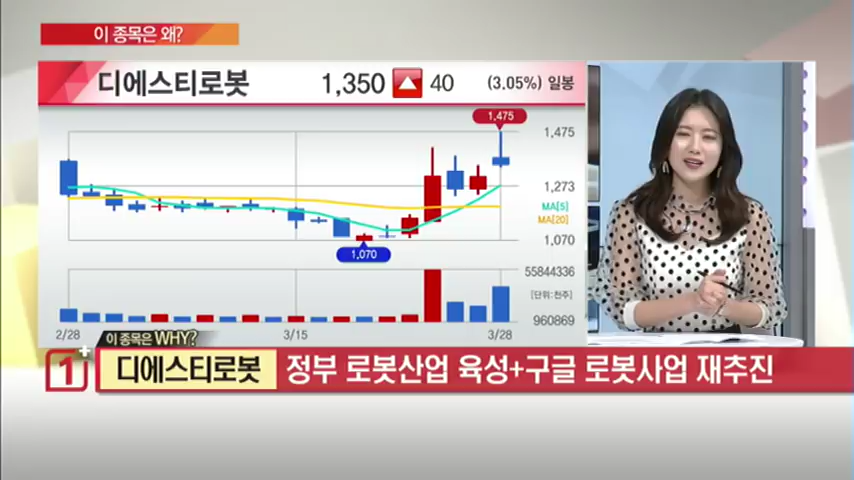 이 종목은 왜?
디에스티로봇 1,350 ▲ 40 (3.05%) 일봉
1,475
1,475
1,273
MA[5]
MA[20]
1,070
1,070
55844336
[단위:천주]
960869
2/28 3/15 3/28
이 종목은 WHY?
1+ 디에스티로봇 정부 로봇산업 육성+구글 로봇사업 재추진